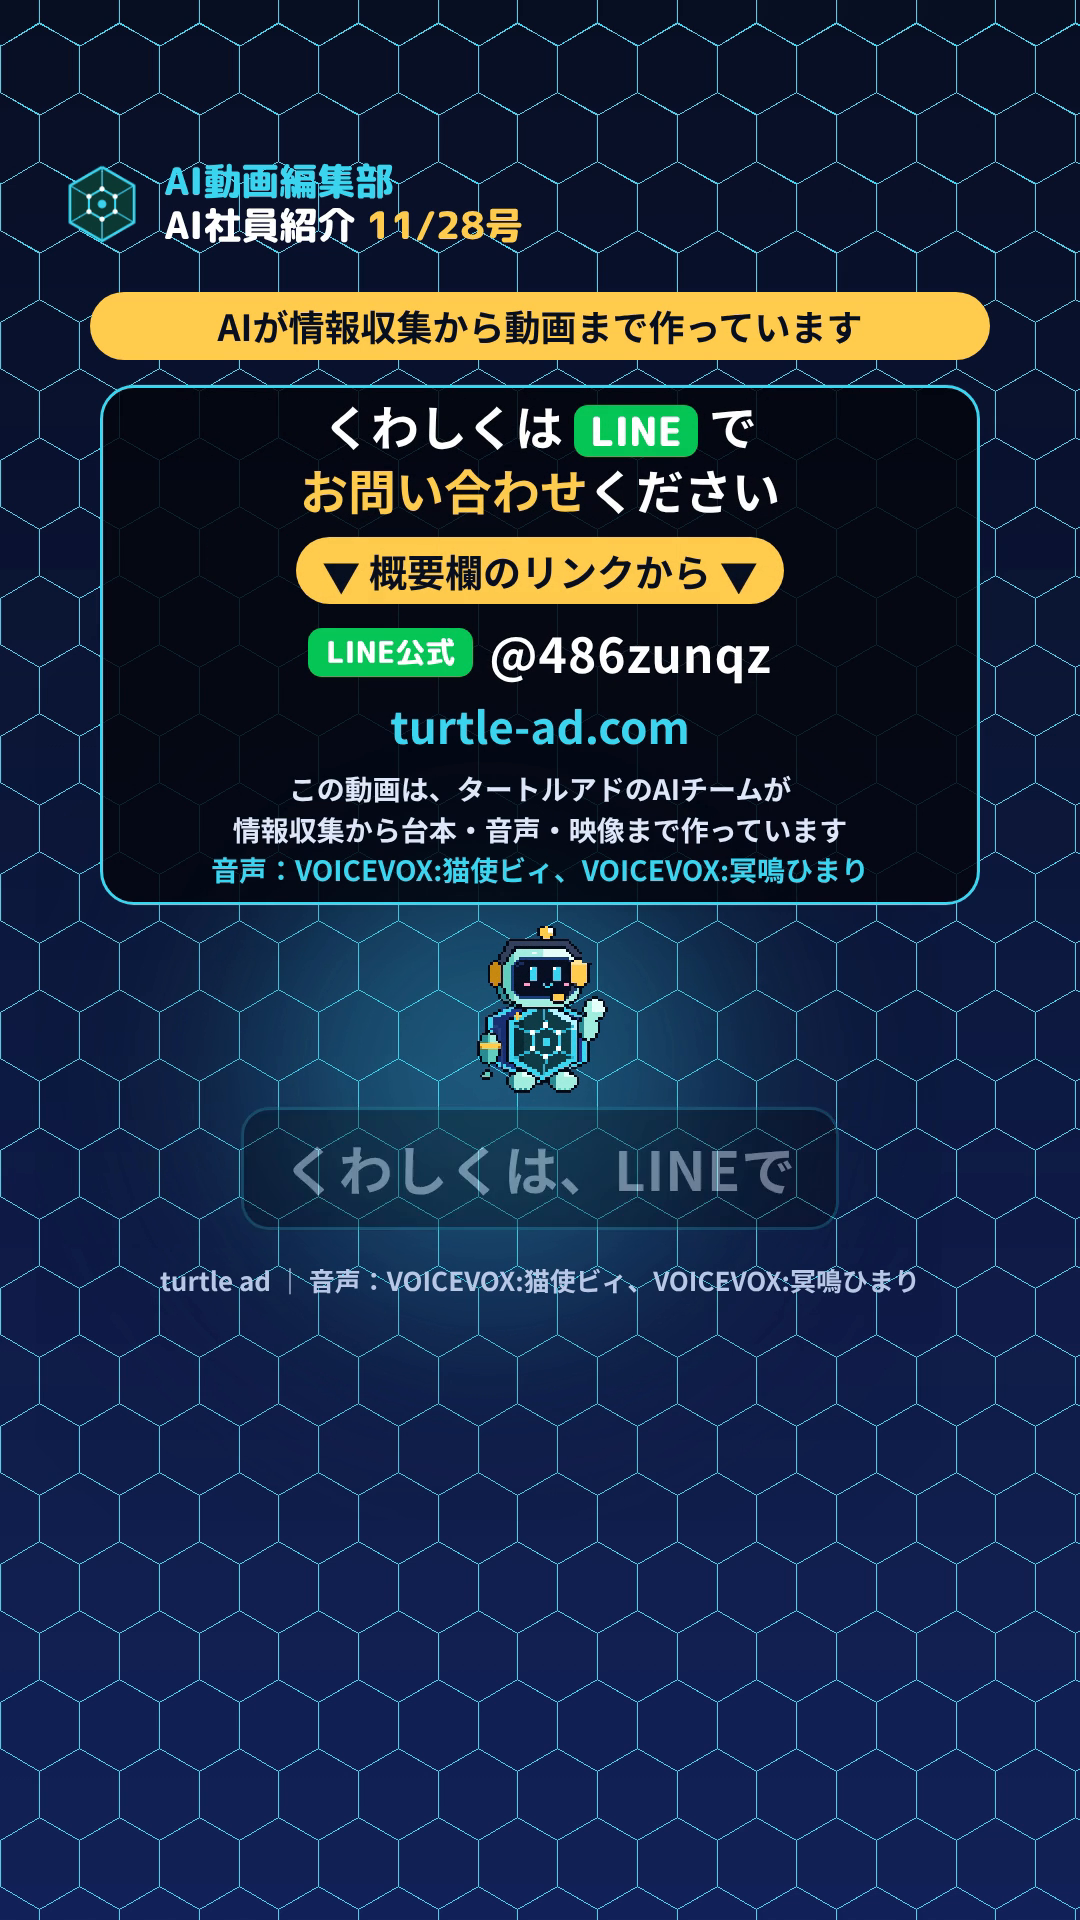 AI動画編集部
AI社員紹介 11/28号
AIが情報収集から動画まで作っています
くわしくは LINE で
お問い合わせください
▼ 概要欄のリンクから ▼
LINE公式 @486zunqz
turtle-ad.com
この動画は、タートルアドのAIチームが
情報収集から台本・音声・映像まで作っています
音声：VOICEVOX:猫使ビィ、VOICEVOX:冥鳴ひまり
くわしくは、LINEで
turtle ad ｜ 音声：VOICEVOX:猫使ビィ、VOICEVOX:冥鳴ひまり